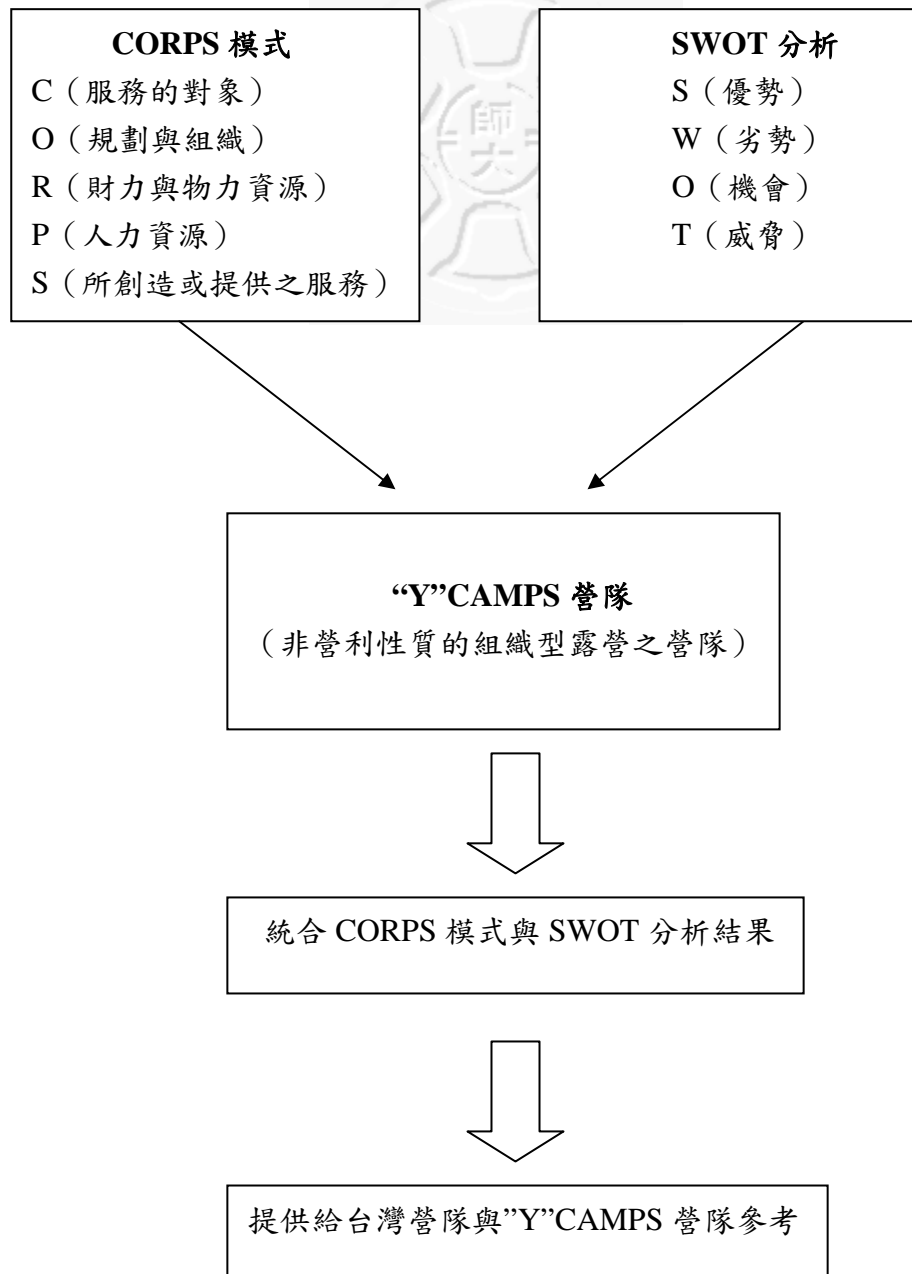 CORPS 模式
C（服務的對象）
O（規劃與組織）
R（財力與物力資源）
P（人力資源）
S（所創造或提供之服務）
SWOT 分析
S（優勢）
W（劣勢）
O（機會）
T（威脅）
師大
“Y”CAMPS 營隊
（非營利性質的組織型露營之營隊）
統合 CORPS 模式與 SWOT 分析結果
提供給台灣營隊與”Y”CAMPS 營隊參考